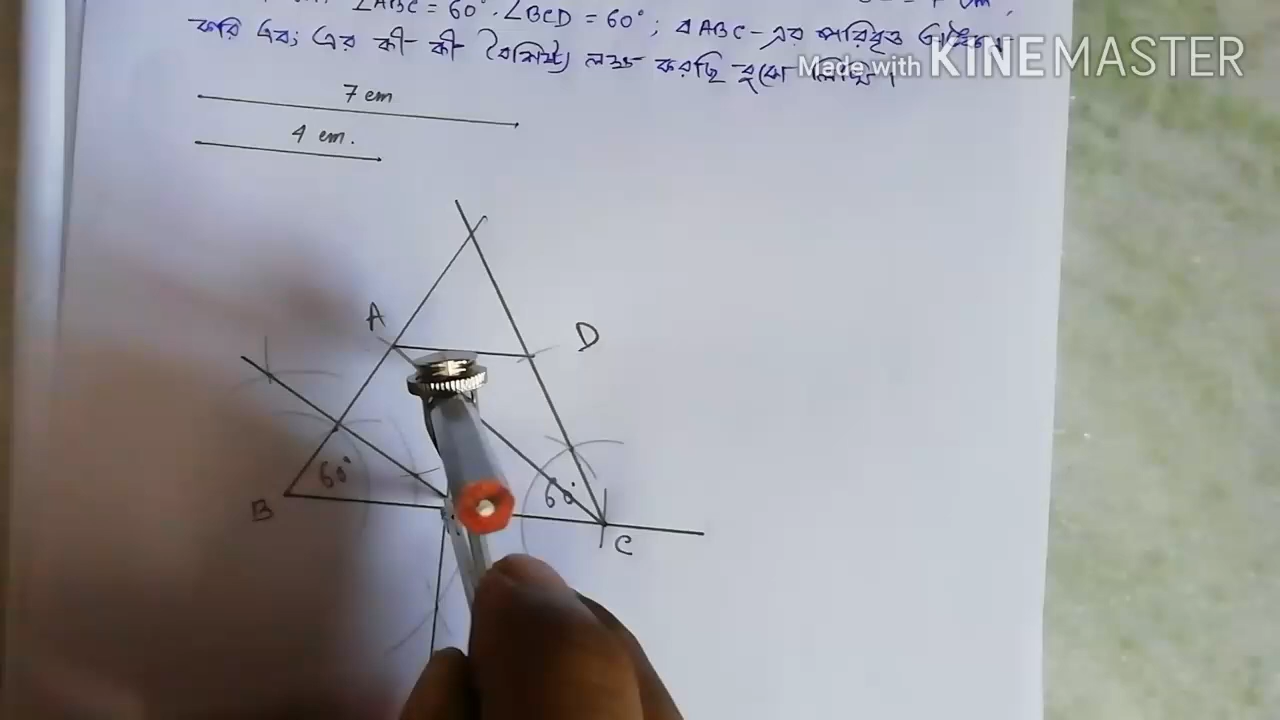 ∠ABC = 60°. ∠BCD = 60°; △ABC-এর পরিবৃত্ত
করি এবং এর কী-কী বৈশিষ্ট্য লক্ষ করছি বুঝে লিখি।
Made with KINEMASTER
7 cm
4 cm.
A
D
60°
60°
B
C